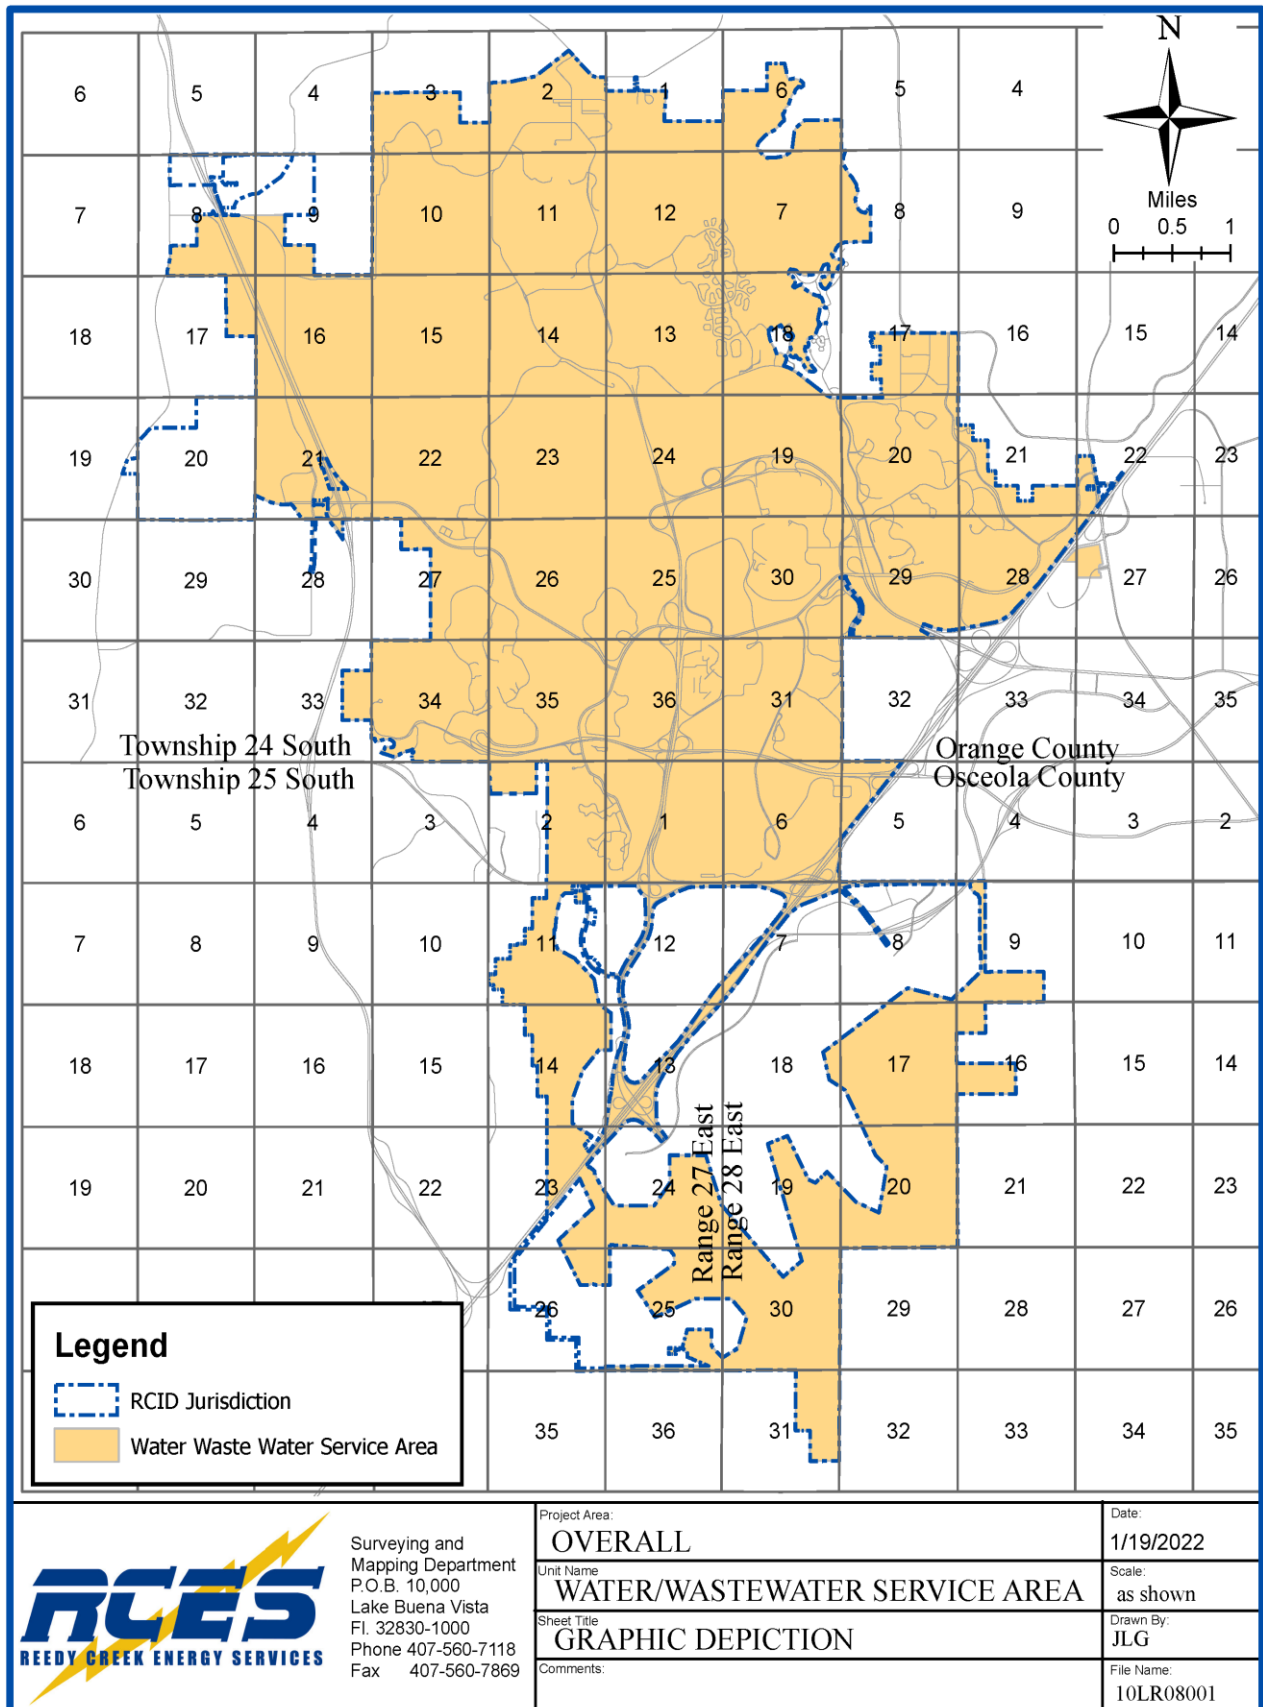 N
Miles
0 0.5 1
6 5 4 3 2 1 6 5 4
7 8 9 10 11 12 7 8 9
18 17 16 15 14 13 18 17 16 15 14
19 20 21 22 23 24 19 20 21 22 23
30 29 28 27 26 25 30 29 28 27 26
31 32 33 34 35 36 31 32 33 34 35
Township 24 South
Township 25 South
Orange County
Osceola County
6 5 4 3 2 1 6 5 4 3 2
7 8 9 10 11 12 7 8 9 10 11
18 17 16 15 14 13 18 17 16 15 14
Range 27 East
Range 28 East
19 20 21 22 23 24 19 20 21 22 23
26 25 30 29 28 27 26
35 36 31 32 33 34 35
Legend
RCID Jurisdiction
Water Waste Water Service Area
RCES
REEDY CREEK ENERGY SERVICES
Surveying and
Mapping Department
P.O.B. 10,000
Lake Buena Vista
Fl. 32830-1000
Phone 407-560-7118
Fax 407-560-7869
Project Area:
OVERALL
Unit Name
WATER/WASTEWATER SERVICE AREA
Sheet Title
GRAPHIC DEPICTION
Comments:
Date:
1/19/2022
Scale:
as shown
Drawn By:
JLG
File Name:
10LR08001